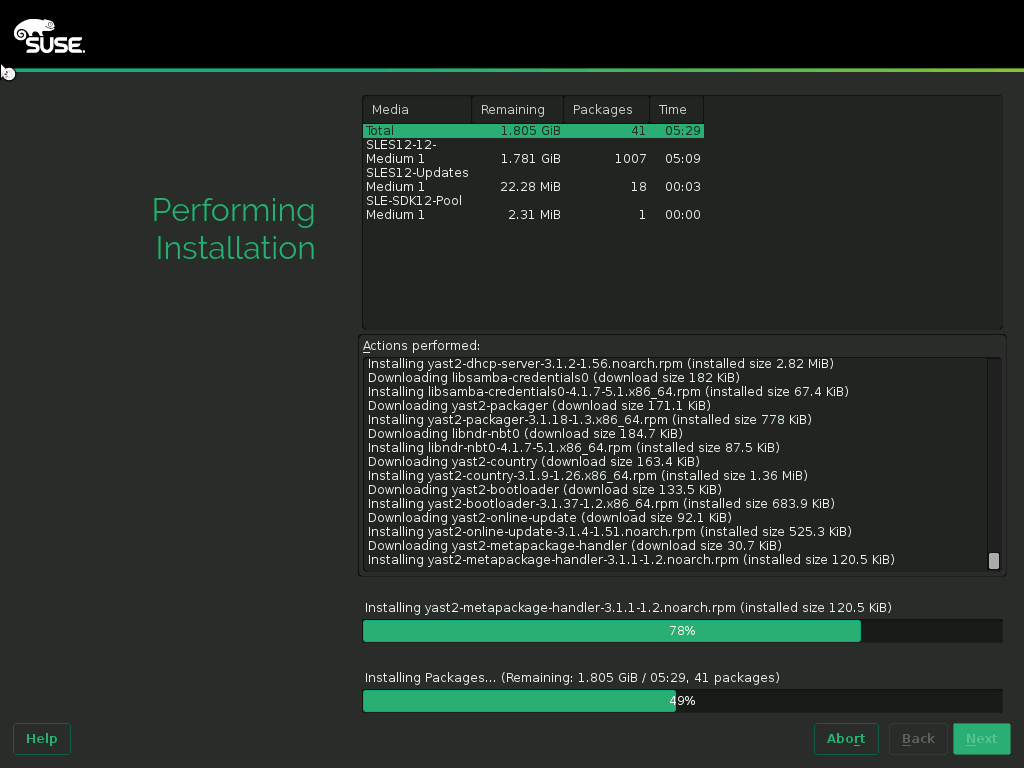 SUSE.
Performing
Installation
Media Remaining Packages Time
Total 1.805 GiB 41 05:29
SLES12-12-
Medium 1 1.781 GiB 1007 05:09
SLES12-Updates
Medium 1 22.28 MiB 18 00:03
SLE-SDK12-Pool
Medium 1 2.31 MiB 1 00:00
Actions performed:
Installing yast2-dhcp-server-3.1.2-1.56.noarch.rpm (installed size 2.82 MiB)
Downloading libsamba-credentials0 (download size 182 KiB)
Installing libsamba-credentials0-4.1.7-5.1.x86_64.rpm (installed size 67.4 KiB)
Downloading yast2-packager (download size 171.1 KiB)
Installing yast2-packager-3.1.18-1.3.x86_64.rpm (installed size 778 KiB)
Downloading libndr-nbt0 (download size 184.7 KiB)
Installing libndr-nbt0-4.1.7-5.1.x86_64.rpm (installed size 87.5 KiB)
Downloading yast2-country (download size 163.4 KiB)
Installing yast2-country-3.1.9-1.26.x86_64.rpm (installed size 1.36 MiB)
Downloading yast2-bootloader (download size 133.5 KiB)
Installing yast2-bootloader-3.1.37-1.2.x86_64.rpm (installed size 683.9 KiB)
Downloading yast2-online-update (download size 92.1 KiB)
Installing yast2-online-update-3.1.4-1.51.noarch.rpm (installed size 525.3 KiB)
Downloading yast2-metapackage-handler (download size 30.7 KiB)
Installing yast2-metapackage-handler-3.1.1-1.2.noarch.rpm (installed size 120.5 KiB)
Installing yast2-metapackage-handler-3.1.1-1.2.noarch.rpm (installed size 120.5 KiB)
78%
Installing Packages... (Remaining: 1.805 GiB / 05:29, 41 packages)
49%
Help Abort Back Next